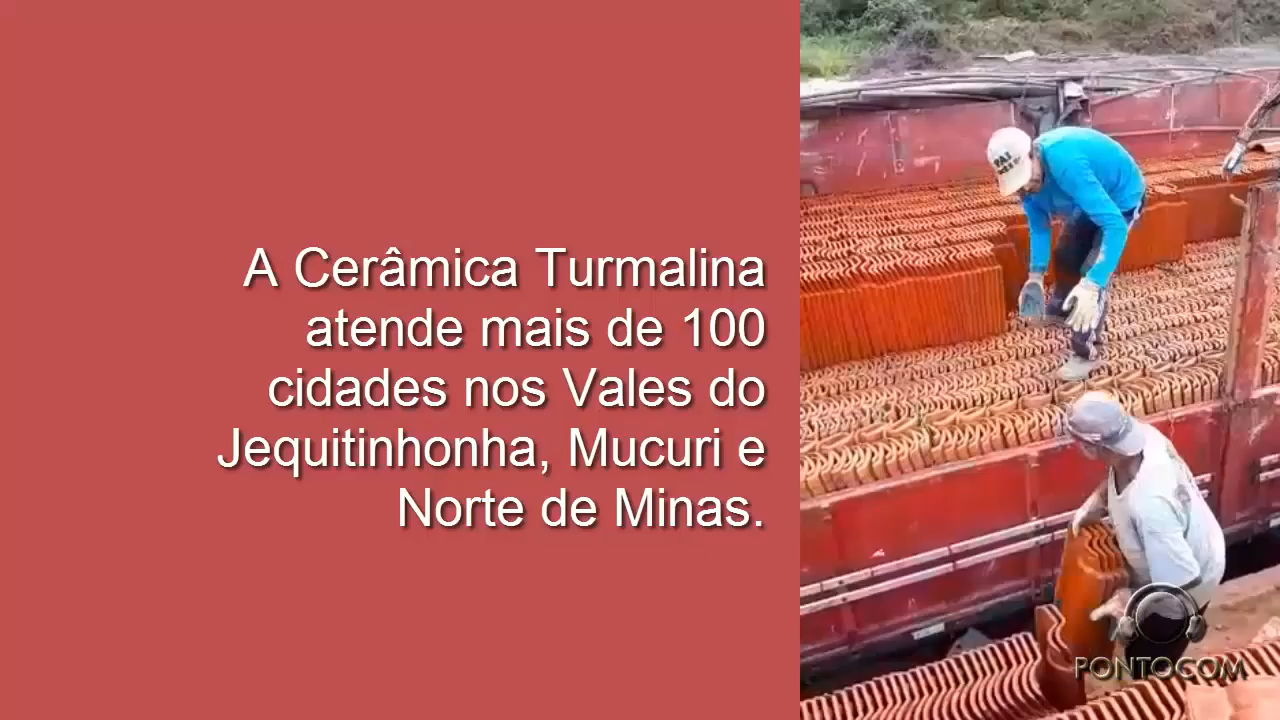 A Cerâmica Turmalina
atende mais de 100
cidades nos Vales do
Jequitinhonha, Mucuri e
Norte de Minas.
PONTOCOM